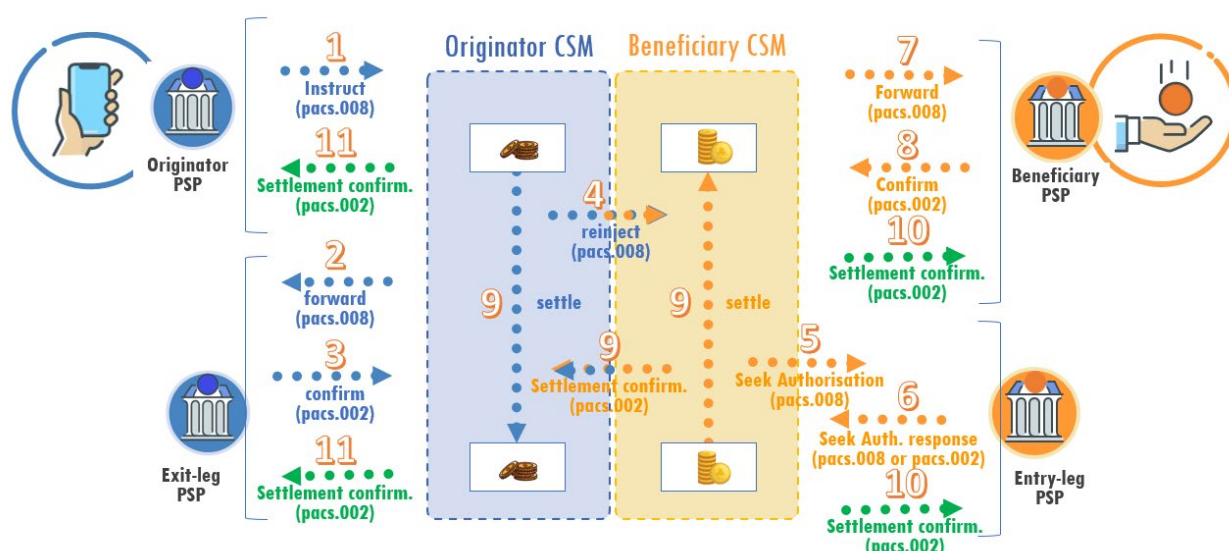 Originator CSM
Beneficiary CSM
1
Instruct
(pacs.008)
11
Settlement confirm.
(pacs.002)
Originator
PSP
2
forward
(pacs.008)
3
confirm
(pacs.002)
11
Settlement confirm.
(pacs.002)
Exit-leg
PSP
4
reinject
(pacs.008)
9
settle
9
settle
9
Settlement confirm.
(pacs.002)
7
Forward
(pacs.008)
8
Confirm
(pacs.002)
10
Settlement confirm.
(pacs.002)
Beneficiary
PSP
5
Seek Authorisation
(pacs.008)
6
Seek Auth. response
(pacs.008 or pacs.002)
10
Settlement confirm.
(pacs.002)
Entry-leg
PSP